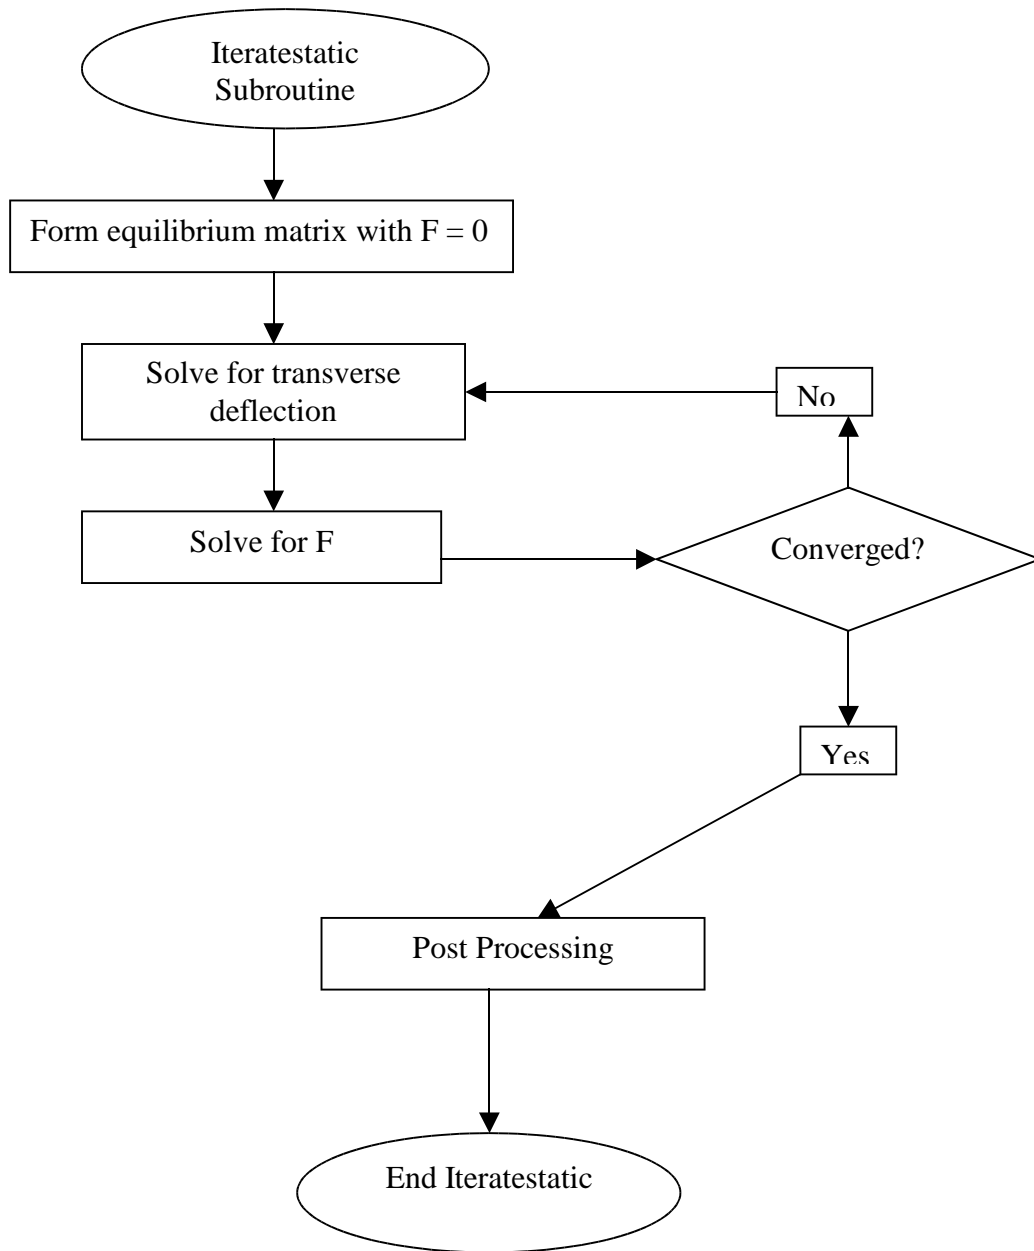 Iteratestatic
Subroutine
Form equilibrium matrix with F = 0
Solve for transverse
deflection
No
Solve for F
Converged?
Yes
Post Processing
End Iteratestatic